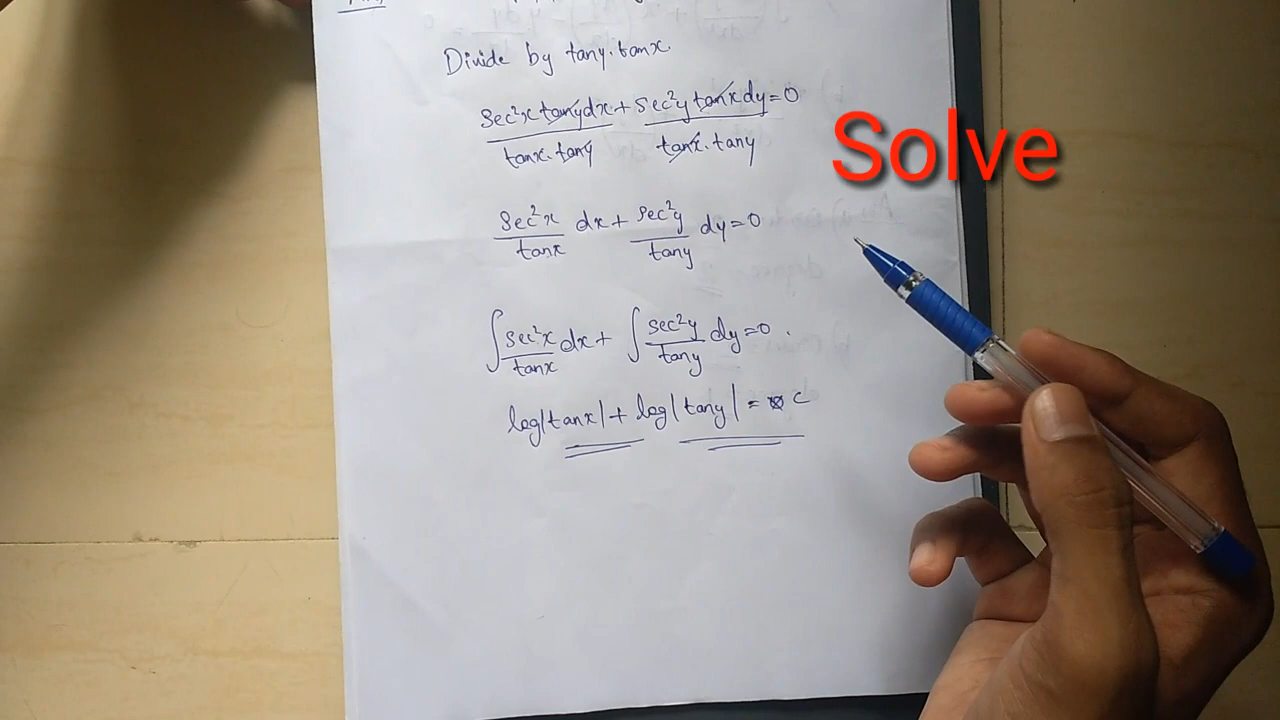 Divide by tany.tanx.
sec²x tany dx + sec²y tanx dy = 0
tanx.tany tanx.tany
Solve
sec²x dx + sec²y dy = 0
tanx tany
∫ sec²x dx + ∫ sec²y dy = 0.
tanx tany
log|tanx| + log|tany| = c